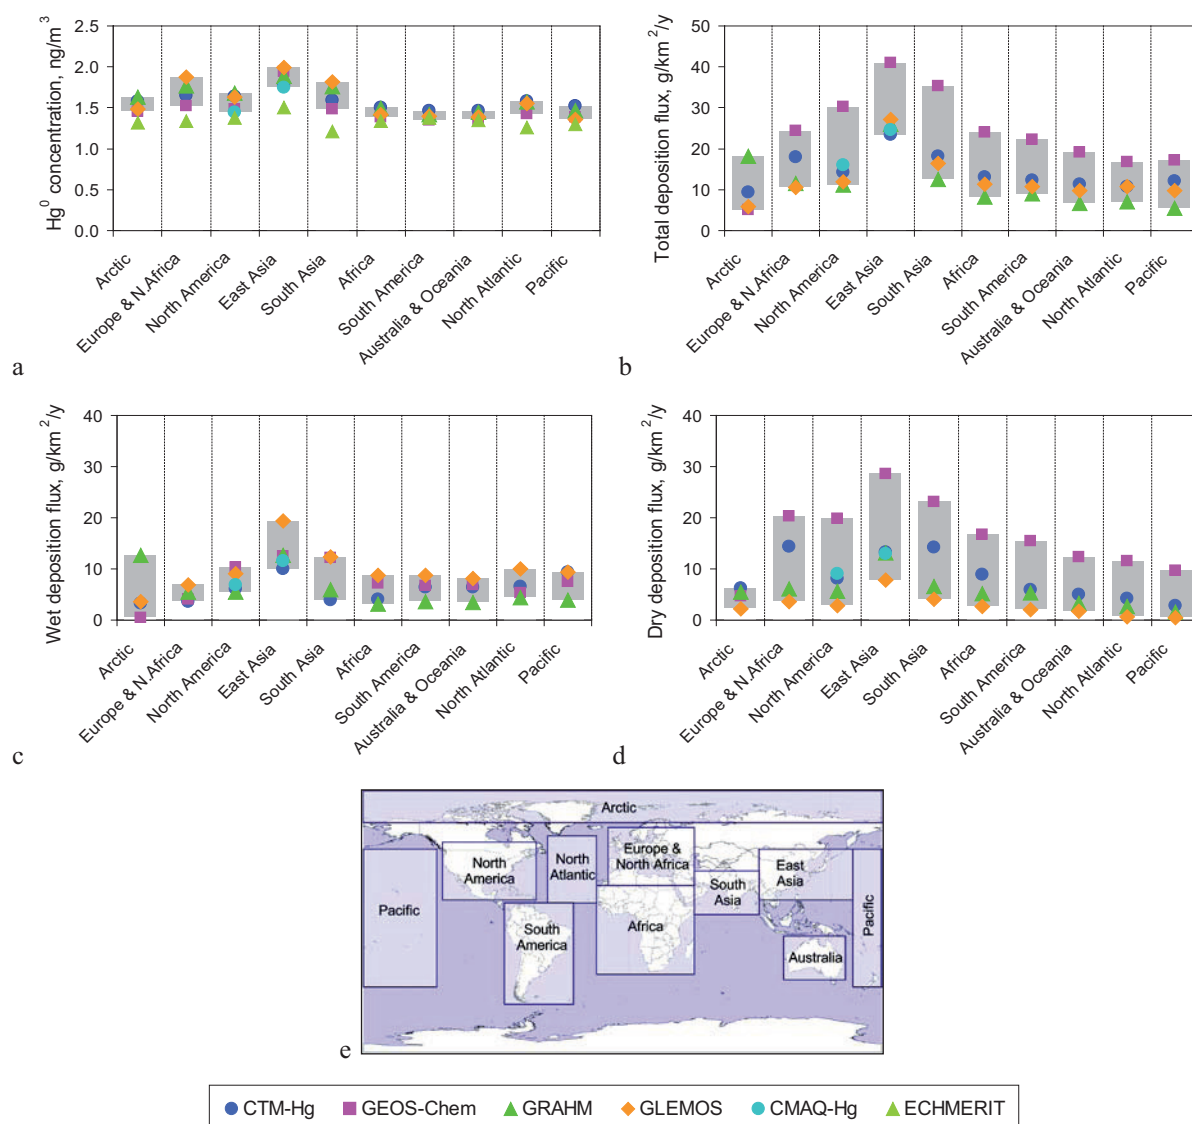 Hg0 concentration, ng/m3
2.5
2.0
1.5
1.0
0.5
0.0
Arctic
Europe & N.Africa
North America
East Asia
South Asia
Africa
South America
Australia & Oceania
North Atlantic
Pacific
a
Total deposition flux, g/km2/y
50
40
30
20
10
0
Arctic
Europe & N.Africa
North America
East Asia
South Asia
Africa
South America
Australia & Oceania
North Atlantic
Pacific
b
Wet deposition flux, g/km2/y
40
30
20
10
0
Arctic
Europe & N.Africa
North America
East Asia
South Asia
Africa
South America
Australia & Oceania
North Atlantic
Pacific
c
Dry deposition flux, g/km2/y
40
30
20
10
0
Arctic
Europe & N.Africa
North America
East Asia
South Asia
Africa
South America
Australia & Oceania
North Atlantic
Pacific
d
Arctic
North
America
North
Atlantic
Europe &
North Africa
East
Asia
South
Asia
Pacific
South
America
Africa
Pacific
Australia
e
CTM-Hg
GEOS-Chem
GRAHM
GLEMOS
CMAQ-Hg
ECHMERIT